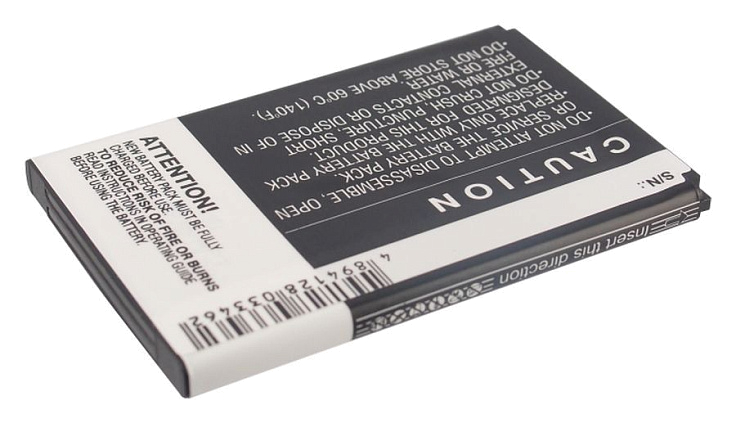 S/N:
CAUTION
•DO NOT ATTEMPT TO DISASSEMBLE, OPEN
OR SERVICE THE BATTERY PACK
•REPLACE ONLY WITH THE BATTERY PACK
DESIGNATED FOR THIS PRODUCT.
•DO NOT CRUSH, PUNCTURE, SHORT
EXTERNAL CONTACTS OR DISPOSE OF IN
FIRE OR WATER.
•DO NOT STORE ABOVE 60°C (140°F).
ATTENTION!
NEW BATTERY PACK MUST BE FULLY
CHARGED BEFORE USE
TO REDUCE RISK OF FIRE OR BURNS
READ INSTRUCTIONS IN OPERATING GUIDE
BEFORE USING BATTERY.
4 894128 033462
Insert this direction